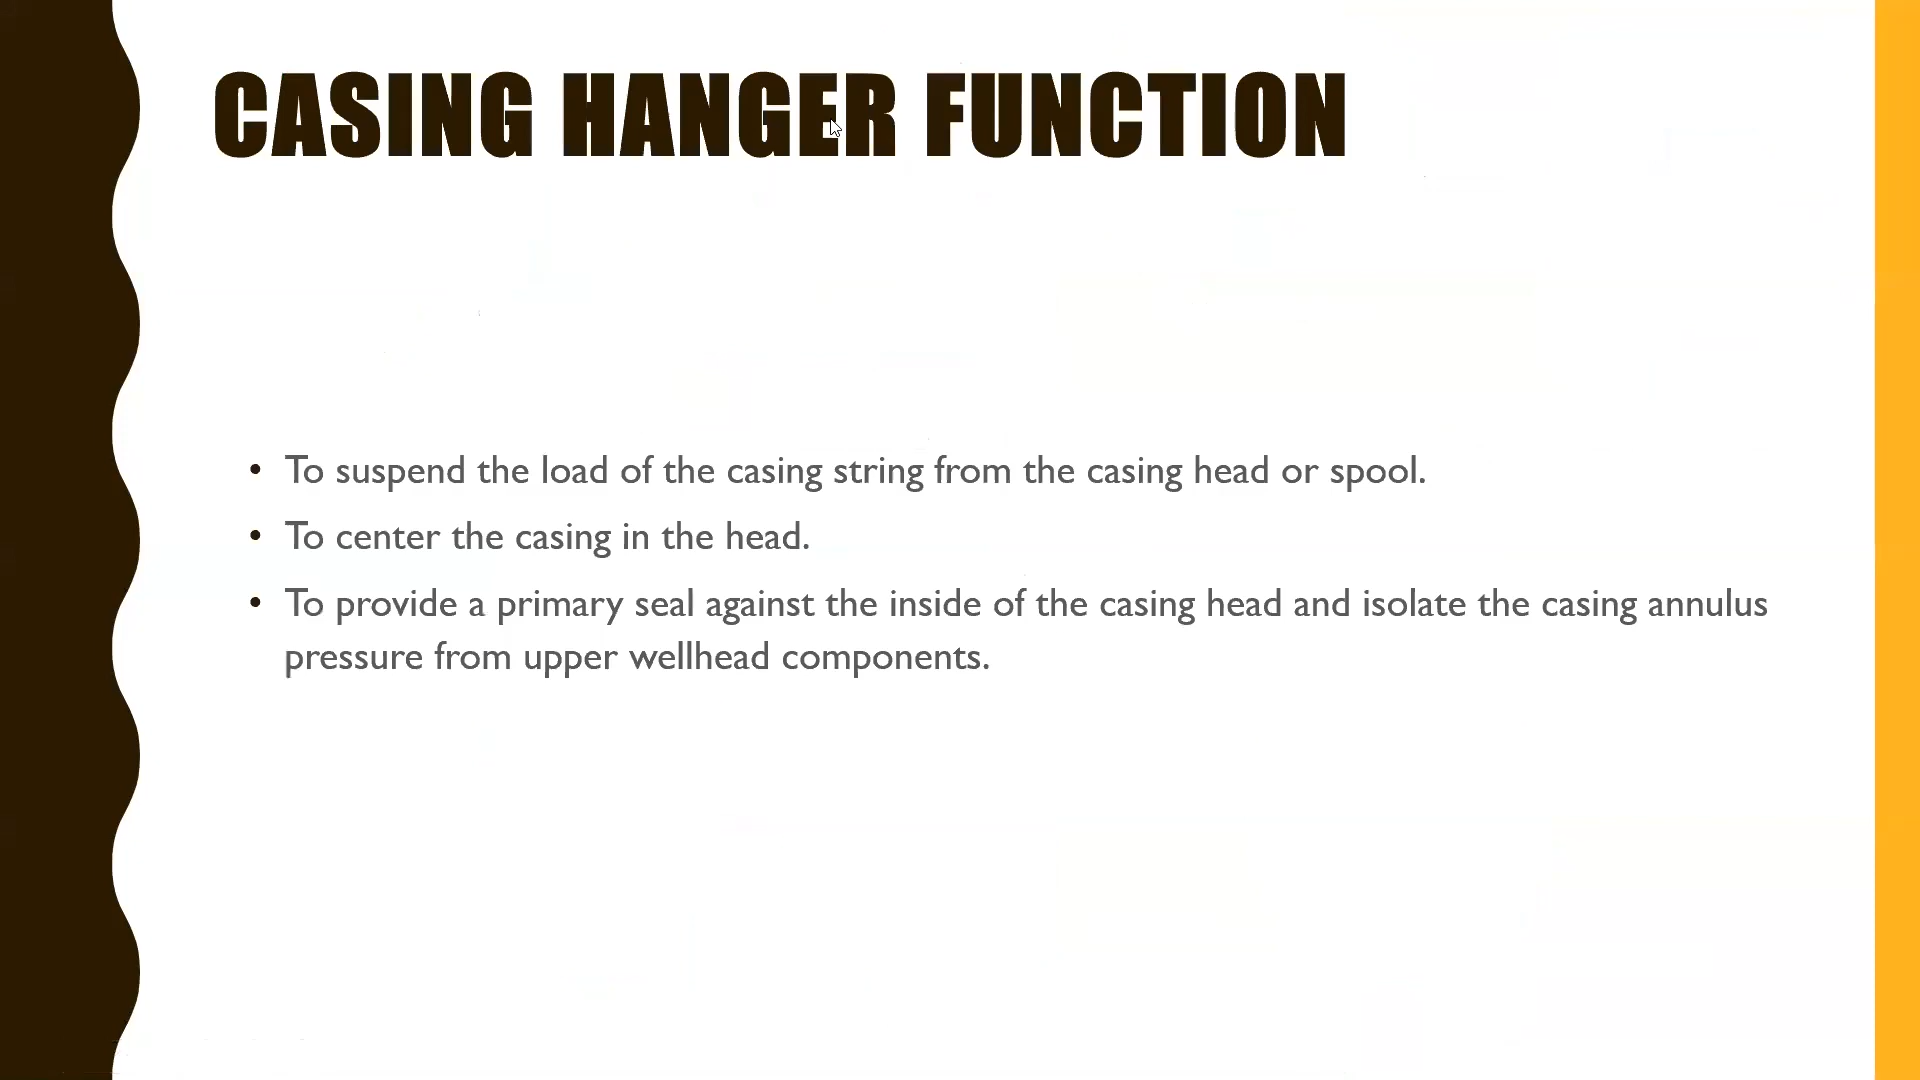 CASING HANGER FUNCTION
• To suspend the load of the casing string from the casing head or spool.
• To center the casing in the head.
• To provide a primary seal against the inside of the casing head and isolate the casing annulus
pressure from upper wellhead components.